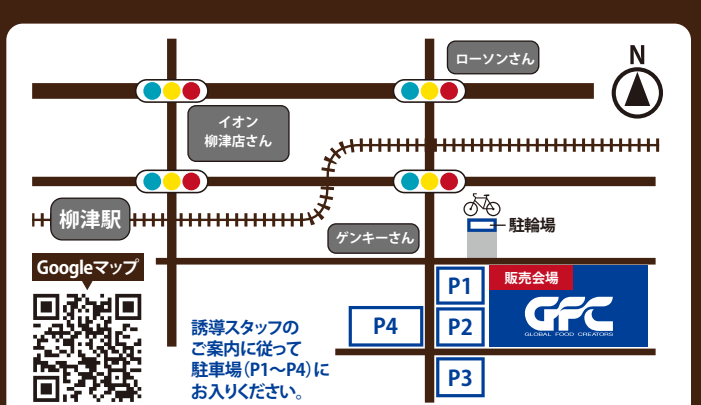 ローソンさん
N
イオン
柳津店さん
柳津駅
ゲンキーさん
駐輪場
Googleマップ
販売会場
GFC
GLOBAL FOOD CREATORS
P1
P2
P3
P4
誘導スタッフの
ご案内に従って
駐車場(P1～P4)に
お入りください。